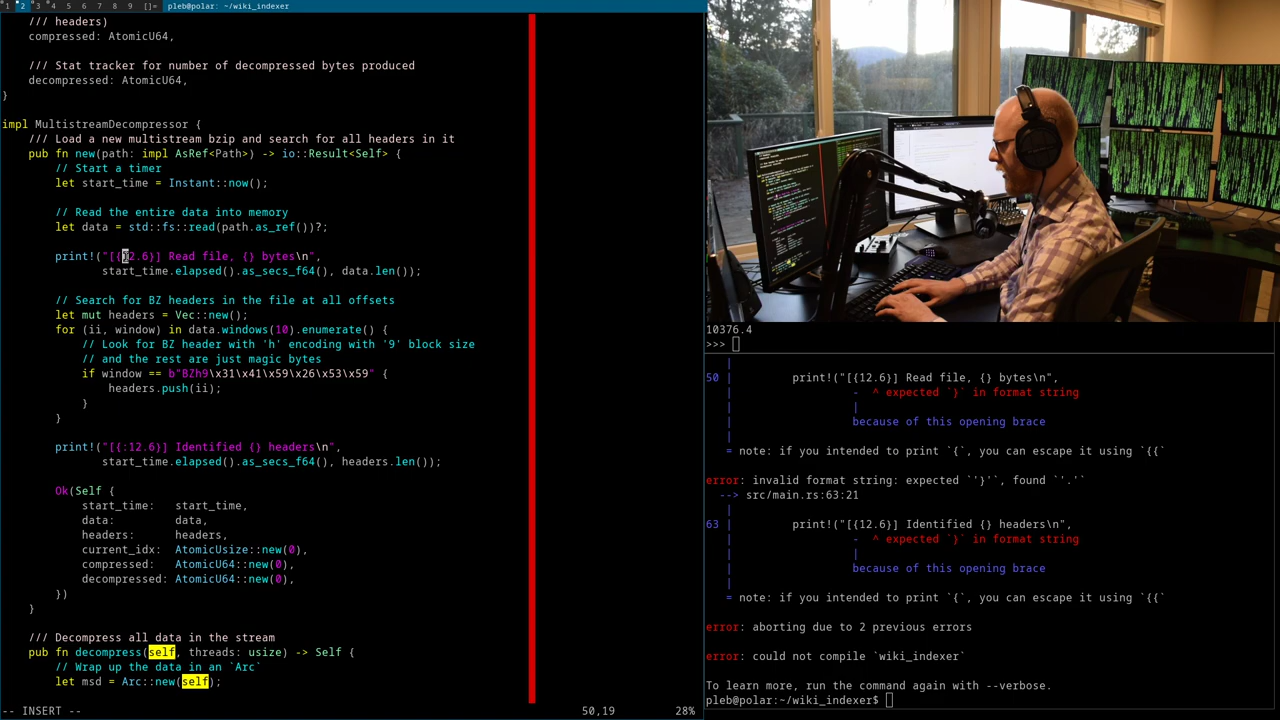 1 2 3 4 5 6 7 8 9 []= pleb@polar: ~/wiki_indexer
/// headers)
compressed: AtomicU64,
/// Stat tracker for number of decompressed bytes produced
decompressed: AtomicU64,
}
impl MultistreamDecompressor {
/// Load a new multistream bzip and search for all headers in it
pub fn new(path: impl AsRef<Path>) -> io::Result<Self> {
// Start a timer
let start_time = Instant::now();
// Read the entire data into memory
let data = std::fs::read(path.as_ref())?;
print!("[{12.6}] Read file, {} bytes\n",
start_time.elapsed().as_secs_f64(), data.len());
// Search for BZ headers in the file at all offsets
let mut headers = Vec::new();
for (ii, window) in data.windows(10).enumerate() {
// Look for BZ header with 'h' encoding with '9' block size
// and the rest are just magic bytes
if window == b"BZh9\x31\x41\x59\x26\x53\x59" {
headers.push(ii);
}
}
print!("[{:12.6}] Identified {} headers\n",
start_time.elapsed().as_secs_f64(), headers.len());
Ok(Self {
start_time: start_time,
data: data,
headers: headers,
current_idx: AtomicUsize::new(0),
compressed: AtomicU64::new(0),
decompressed: AtomicU64::new(0),
})
}
/// Decompress all data in the stream
pub fn decompress(self, threads: usize) -> Self {
// Wrap up the data in an `Arc`
let msd = Arc::new(self);
-- INSERT -- 50,19 28%
10376.4
>>>
|
50 | print!("[{12.6}] Read file, {} bytes\n",
| - ^ expected `}` in format string
| |
| because of this opening brace
|
= note: if you intended to print `{`, you can escape it using `{{`
error: invalid format string: expected `'}'`, found `'.'`
--> src/main.rs:63:21
|
63 | print!("[{12.6}] Identified {} headers\n",
| - ^ expected `}` in format string
| |
| because of this opening brace
|
= note: if you intended to print `{`, you can escape it using `{{`
error: aborting due to 2 previous errors
error: could not compile `wiki_indexer`
To learn more, run the command again with --verbose.
pleb@polar:~/wiki_indexer$